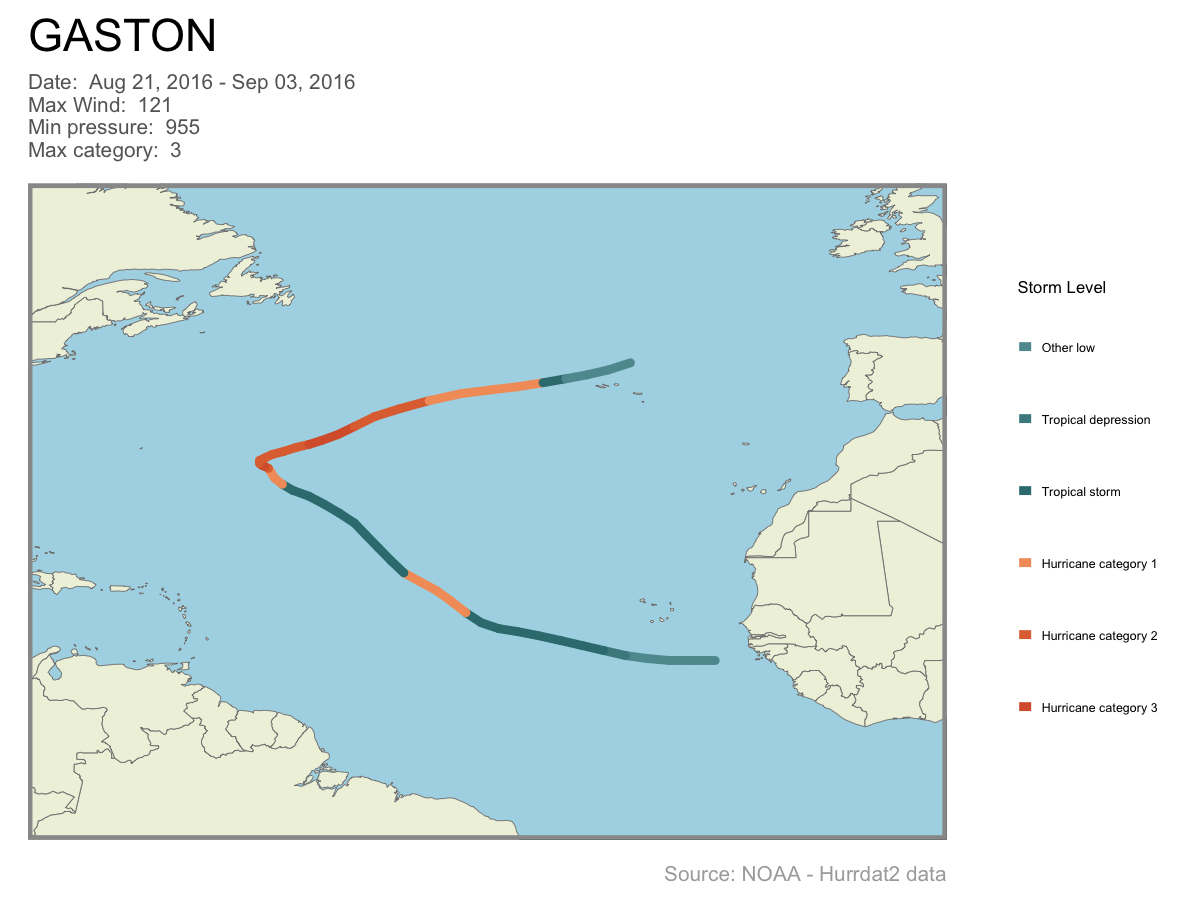 GASTON
Date:  Aug 21, 2016 - Sep 03, 2016
Max Wind:  121
Min pressure:  955
Max category:  3
Storm Level
Other low
Tropical depression
Tropical storm
Hurricane category 1
Hurricane category 2
Hurricane category 3
Source: NOAA - Hurrdat2 data